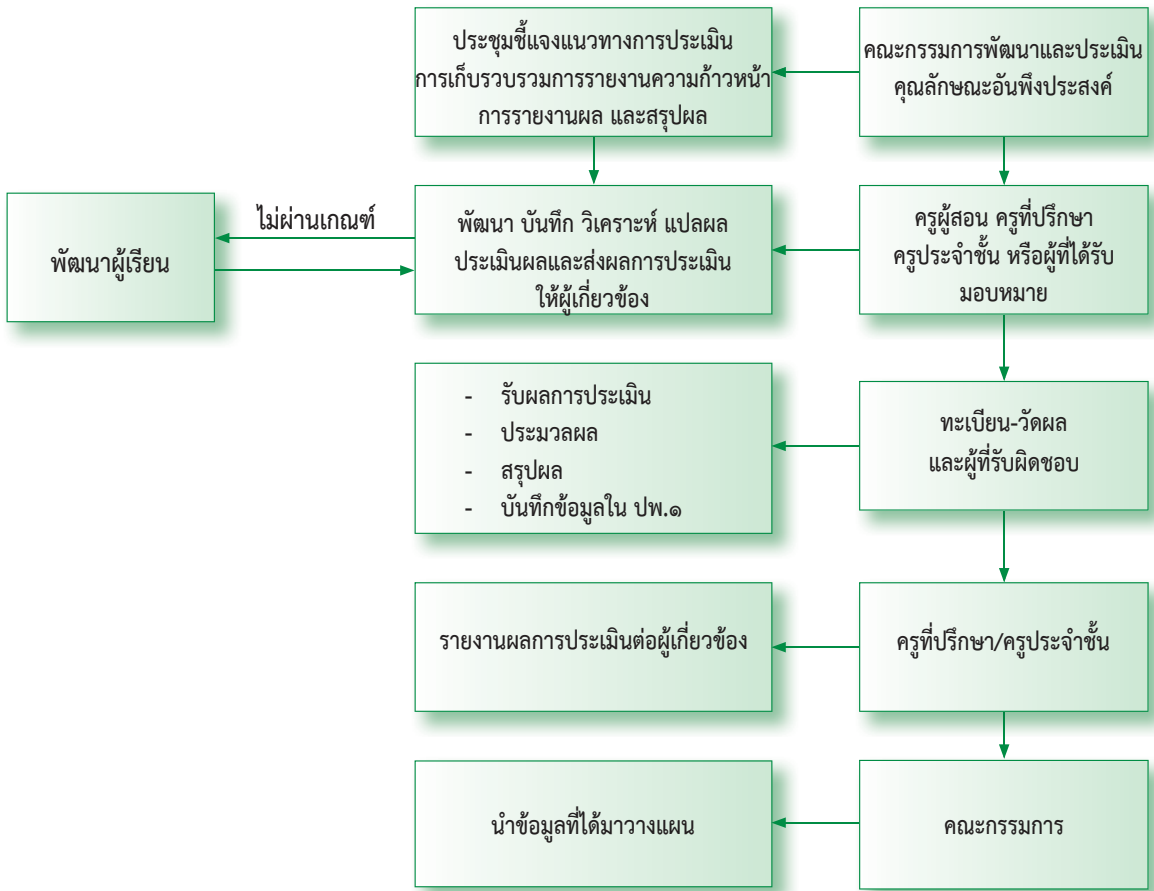 ประชุมชี้แจงแนวทางการประเมิน
การเก็บรวบรวมการรายงานความก้าวหน้า
การรายงานผล และสรุปผล
คณะกรรมการพัฒนาและประเมิน
คุณลักษณะอันพึงประสงค์
พัฒนาผู้เรียน
ไม่ผ่านเกณฑ์
พัฒนา บันทึก วิเคราะห์ แปลผล
ประเมินผลและส่งผลการประเมิน
ให้ผู้เกี่ยวข้อง
ครูผู้สอน ครูที่ปรึกษา
ครูประจำชั้น หรือผู้ที่ได้รับ
มอบหมาย
- รับผลการประเมิน
- ประมวลผล
- สรุปผล
- บันทึกข้อมูลใน ปพ.๑
ทะเบียน-วัดผล
และผู้ที่รับผิดชอบ
รายงานผลการประเมินต่อผู้เกี่ยวข้อง
ครูที่ปรึกษา/ครูประจำชั้น
นำข้อมูลที่ได้มาวางแผน
คณะกรรมการ